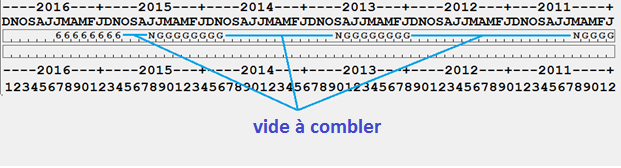 ----2016---+----2015---+----2014---+----2013---+----2012---+----2011---+
DNOSAJJMAMFJDNOSAJJMAMFJDNOSAJJMAMFJDNOSAJJMAMFJDNOSAJJMAMFJDNOSAJJMAMFJ
66666666 NGGGGGGGG NGGGGGGGG NGGGG
----2016---+----2015---+----2014---+----2013---+----2012---+----2011---+
123456789012345678901234567890123456789012345678901234567890123456789012
vide à combler